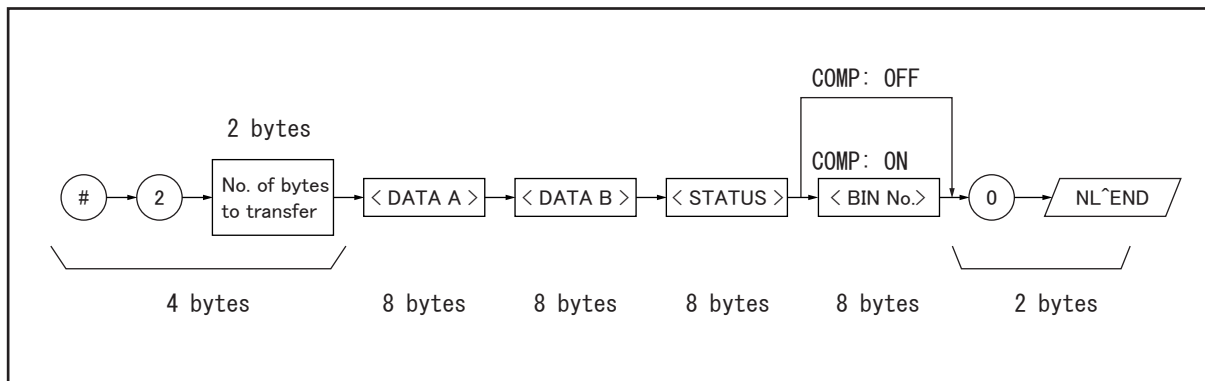 COMP: OFF
2 bytes
COMP: ON
# 2 No. of bytes to transfer < DATA A > < DATA B > < STATUS > < BIN No.> 0 NL^END
4 bytes 8 bytes 8 bytes 8 bytes 8 bytes 2 bytes